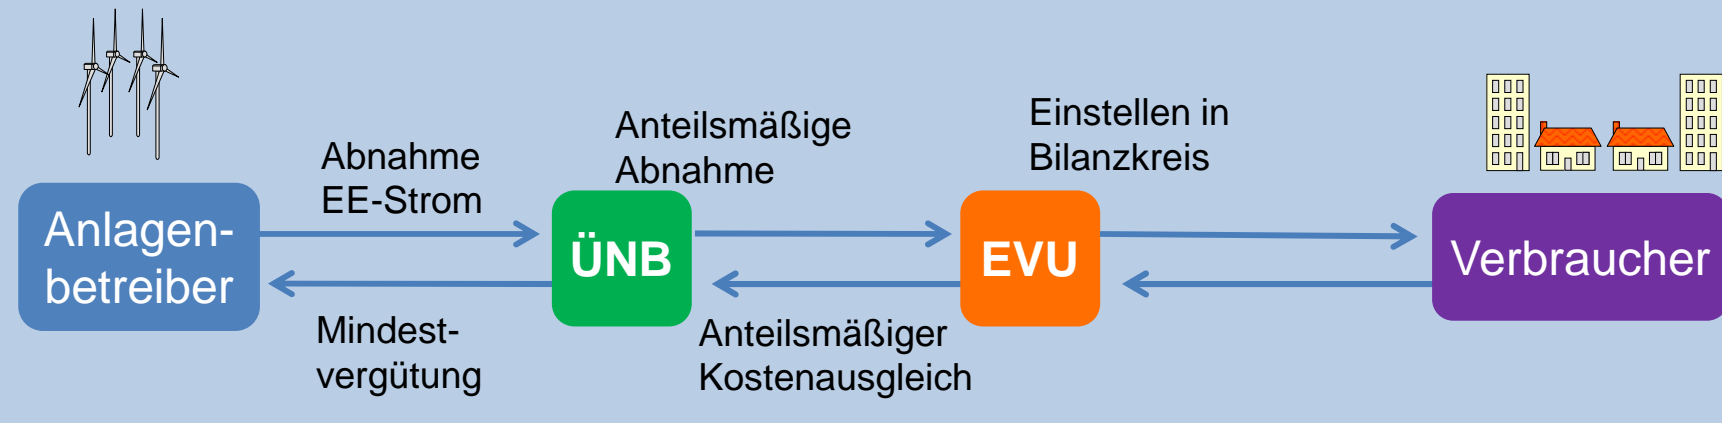 Abnahme
EE-Strom
Anteilsmäßige
Abnahme
Einstellen in
Bilanzkreis
Anlagen-
betreiber
ÜNB
EVU
Verbraucher
Mindest-
vergütung
Anteilsmäßiger
Kostenausgleich